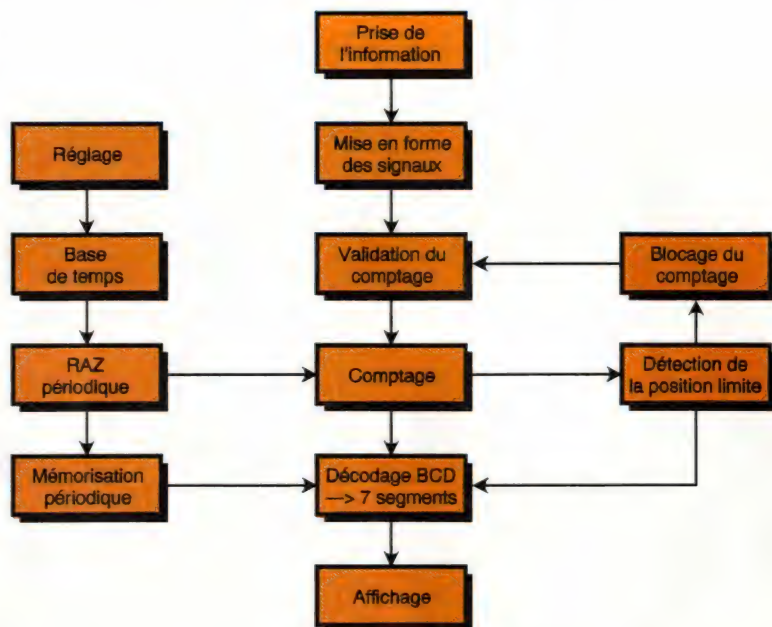 Prise de
l'information
Réglage
Mise en forme
des signaux
Base
de temps
Validation du
comptage
Blocage du
comptage
RAZ
périodique
Comptage
Détection de
la position limite
Mémorisation
périodique
Décodage BCD
—> 7 segments
Affichage